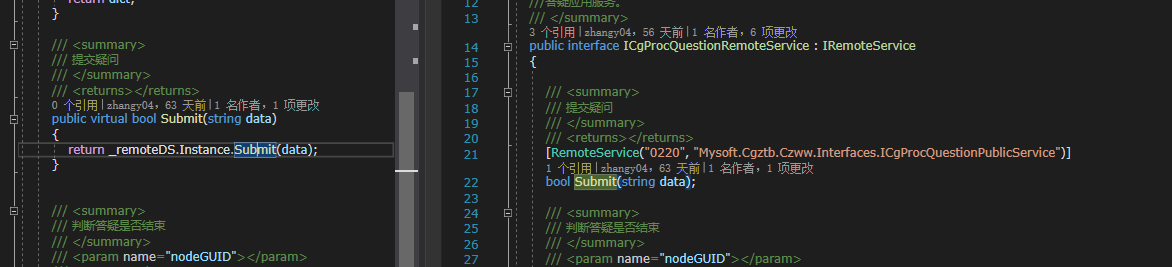 return dict;
}
/// <summary>
/// 提交疑问
/// </summary>
/// <returns></returns>
0 个引用|zhangy04，63 天前|1 名作者，1 项更改
public virtual bool Submit(string data)
{
return _remoteDS.Instance.Submit(data);
}
/// <summary>
/// 判断答疑是否结束
/// </summary>
/// <param name="nodeGUID"></param>
12 ///答疑应用服务。
13 /// </summary>
3 个引用|zhangy04，56 天前|1 名作者，6 项更改
14 public interface ICgProcQuestionRemoteService : IRemoteService
15 {
16
17 /// <summary>
18 /// 提交疑问
19 /// </summary>
20 /// <returns></returns>
21 [RemoteService("0220", "Mysoft.Cgztb.Czww.Interfaces.ICgProcQuestionPublicService")]
1 个引用|zhangy04，63 天前|1 名作者，1 项更改
22 bool Submit(string data);
23
24 /// <summary>
25 /// 判断答疑是否结束
26 /// </summary>
27 /// <param name="nodeGUID"></param>